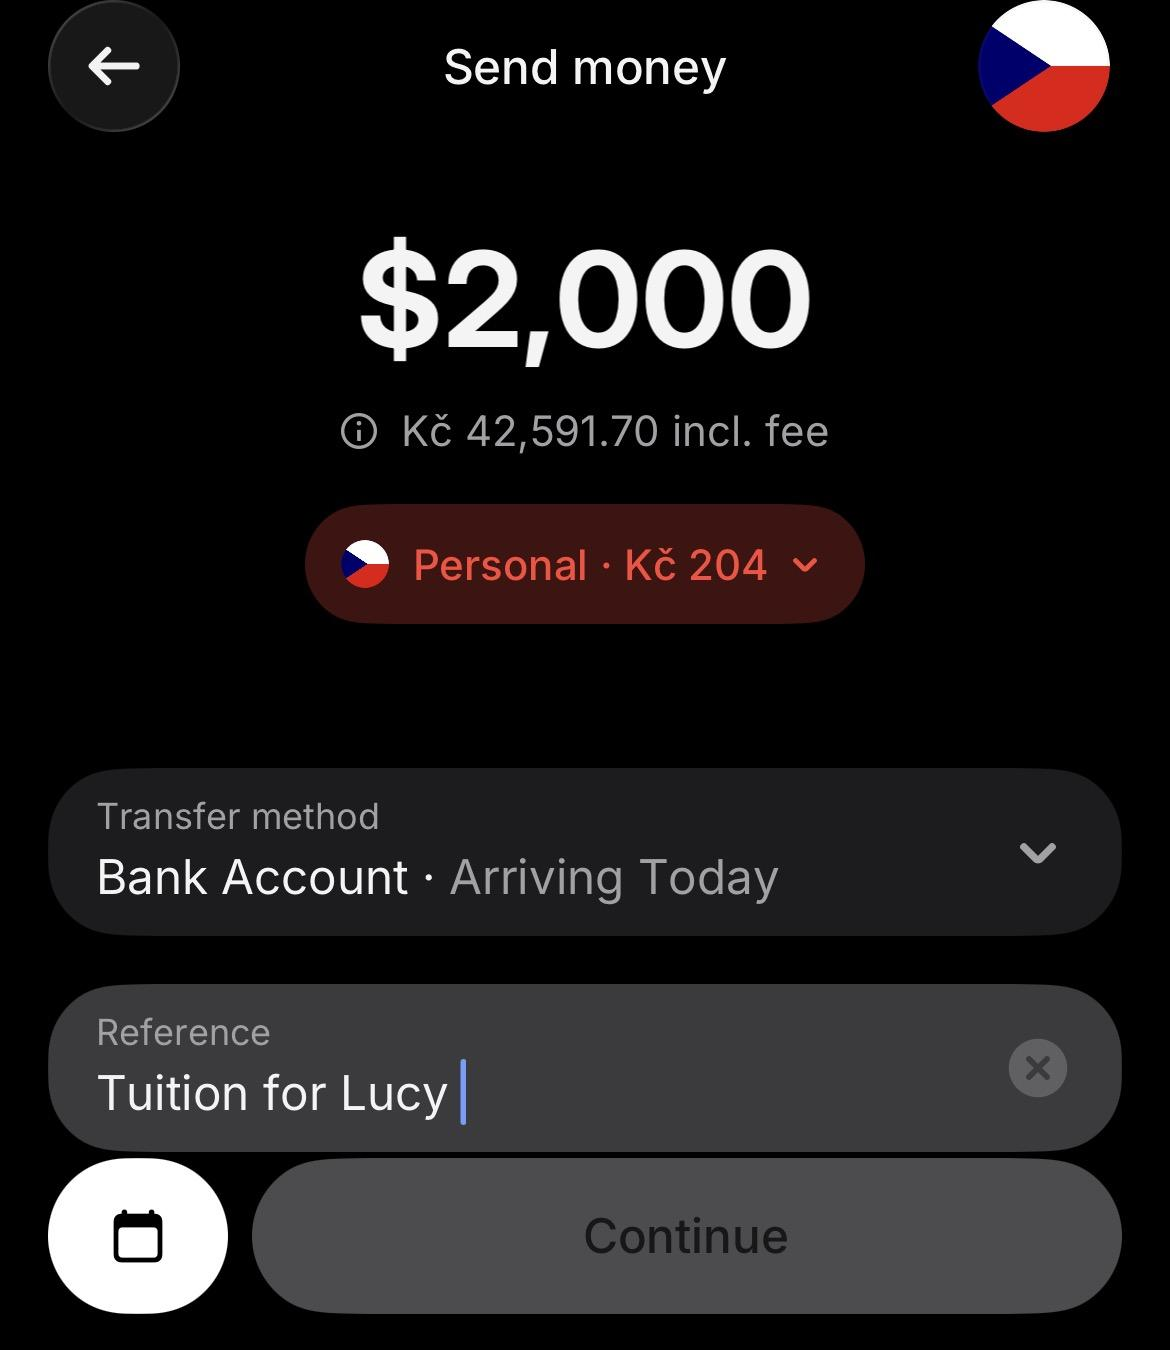 Send money
$2,000
Kč 42,591.70 incl. fee
Personal · Kč 204
Transfer method
Bank Account · Arriving Today
Reference
Tuition for Lucy
Continue